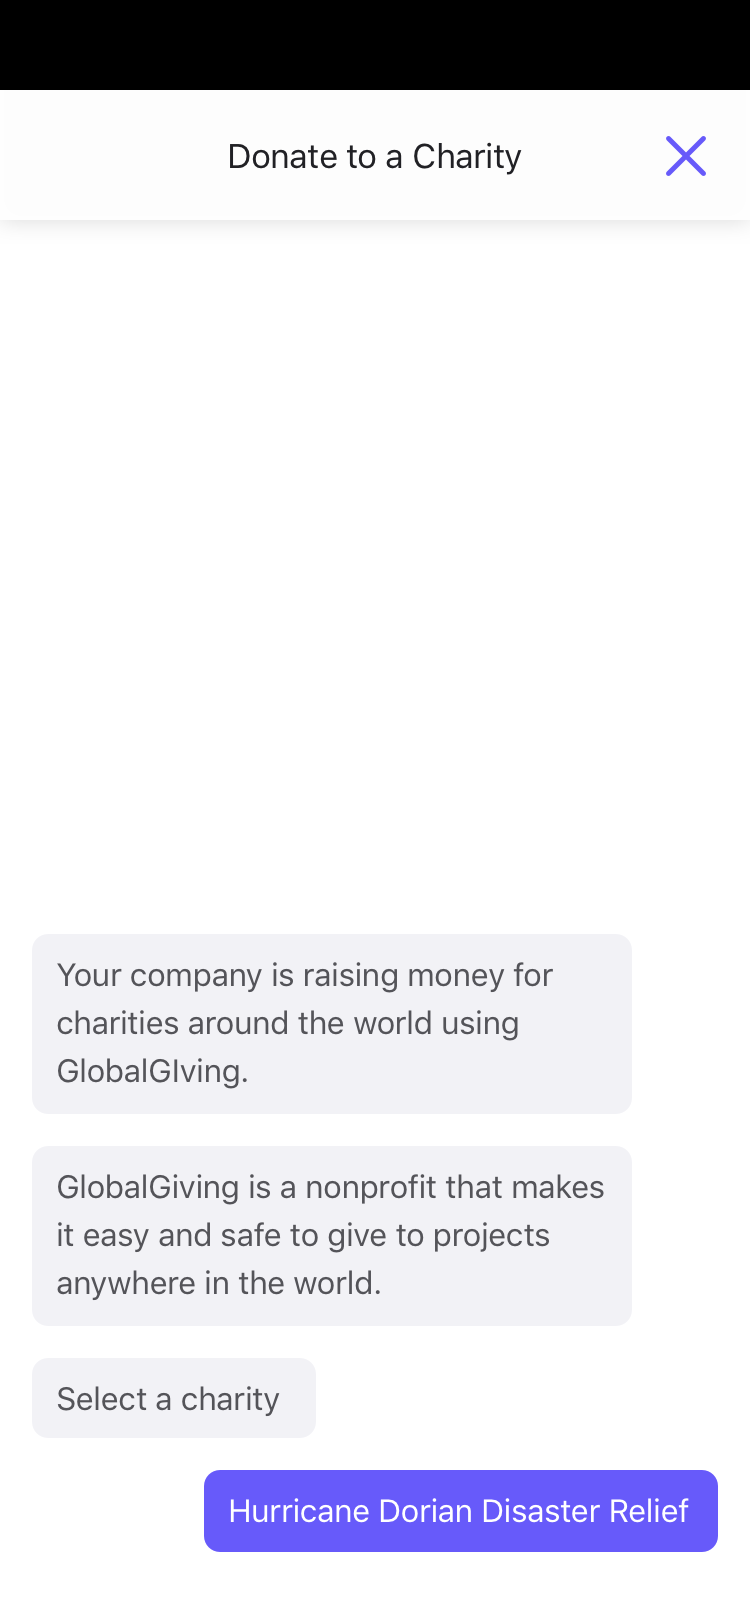 Donate to a Charity
Your company is raising money for
charities around the world using
GlobalGIving.
GlobalGiving is a nonprofit that makes
it easy and safe to give to projects
anywhere in the world.
Select a charity
Hurricane Dorian Disaster Relief